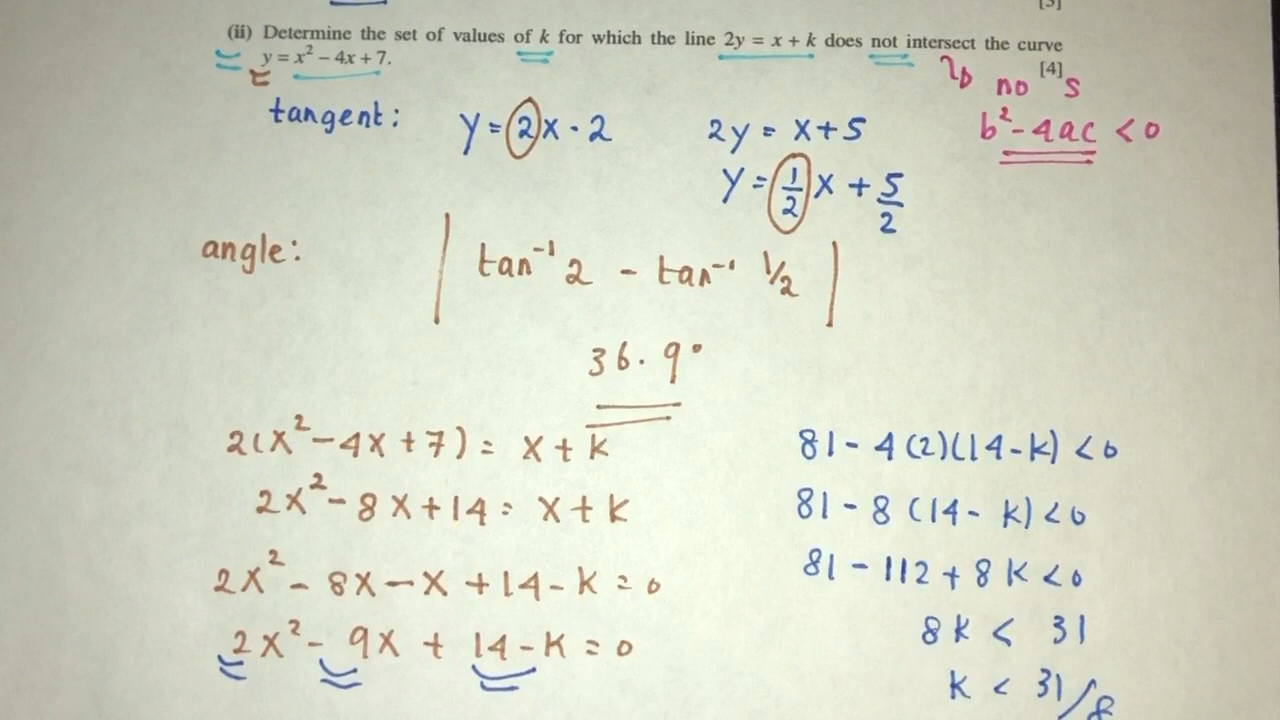 [3]
(ii) Determine the set of values of k for which the line 2y = x + k does not intersect the curve
y = x² − 4x + 7. [4]
no s
b² - 4ac < 0
tangent: y = 2x - 2
2y = x + 5
y = 1/2 x + 5/2
angle: | tan⁻¹ 2 - tan⁻¹ 1/2 |
36.9°
2(x² - 4x + 7) = x + k
2x² - 8x + 14 = x + k
2x² - 8x - x + 14 - k = 0
2x² - 9x + 14 - k = 0
81 - 4(2)(14 - k) < 0
81 - 8(14 - k) < 0
81 - 112 + 8k < 0
8k < 31
k < 31/8